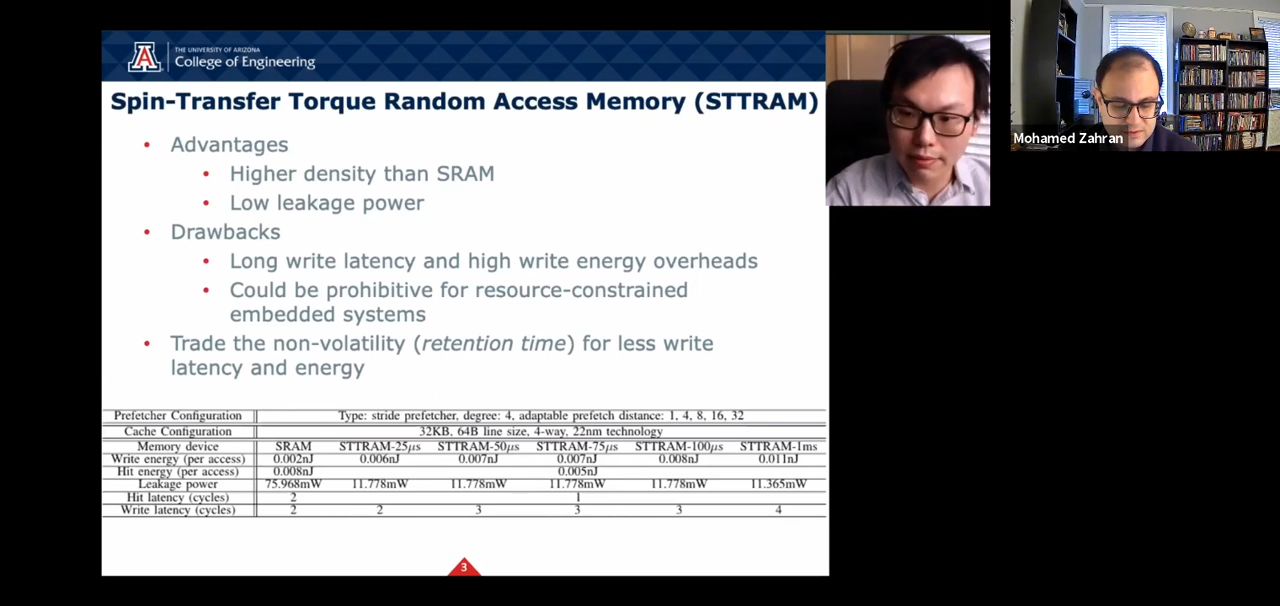 THE UNIVERSITY OF ARIZONA
College of Engineering
Spin-Transfer Torque Random Access Memory (STTRAM)
• Advantages
• Higher density than SRAM
• Low leakage power
• Drawbacks
• Long write latency and high write energy overheads
• Could be prohibitive for resource-constrained
embedded systems
• Trade the non-volatility (retention time) for less write
latency and energy
Prefetcher Configuration Type: stride prefetcher, degree: 4, adaptable prefetch distance: 1, 4, 8, 16, 32
Cache Configuration 32KB, 64B line size, 4-way, 22nm technology
Memory device SRAM STTRAM-25μs STTRAM-50μs STTRAM-75μs STTRAM-100μs STTRAM-1ms
Write energy (per access) 0.002nJ 0.006nJ 0.007nJ 0.007nJ 0.008nJ 0.011nJ
Hit energy (per access) 0.008nJ 0.005nJ
Leakage power 75.968mW 11.778mW 11.778mW 11.778mW 11.778mW 11.365mW
Hit latency (cycles) 2 1
Write latency (cycles) 2 2 3 3 3 4
3
Mohamed Zahran